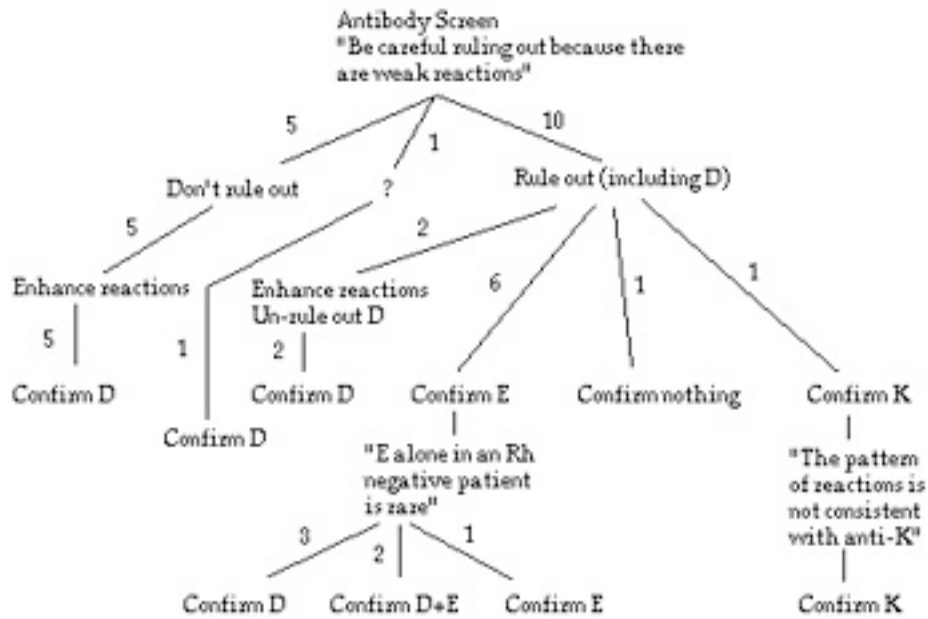 Antibody Screen
"Be careful ruling out because there
are weak reactions"
5
1
10
Don't rule out
?
Rule out (including D)
5
2
6
1
1
Enhance reactions
Enhance reactions
Un-rule out D
5
1
2
Confirm D
Confirm D
Confirm D
Confirm E
Confirm nothing
Confirm K
"E alone in an Rh
negative patient
is rare"
"The pattern
of reactions is
not consistent
with anti-K"
3
2
1
Confirm D
Confirm D+E
Confirm E
Confirm K